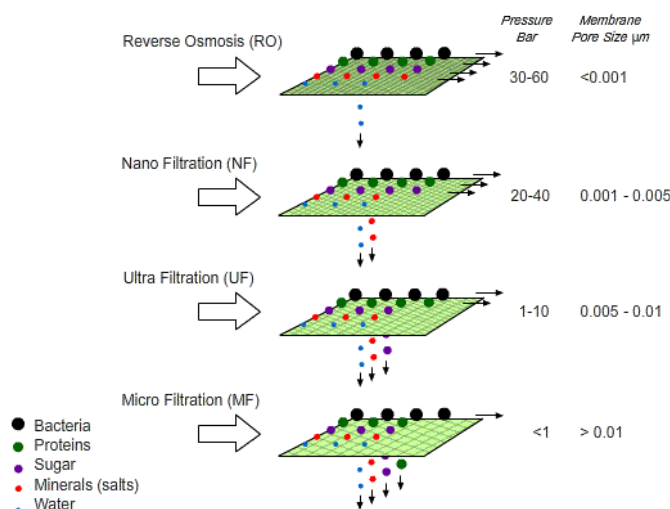 Pressure Membrane
Bar Pore Size µm
Reverse Osmosis (RO)
30-60 <0.001
Nano Filtration (NF)
20-40 0.001 - 0.005
Ultra Filtration (UF)
1-10 0.005 - 0.01
Micro Filtration (MF)
<1 > 0.01
Bacteria
Proteins
Sugar
Minerals (salts)
Water